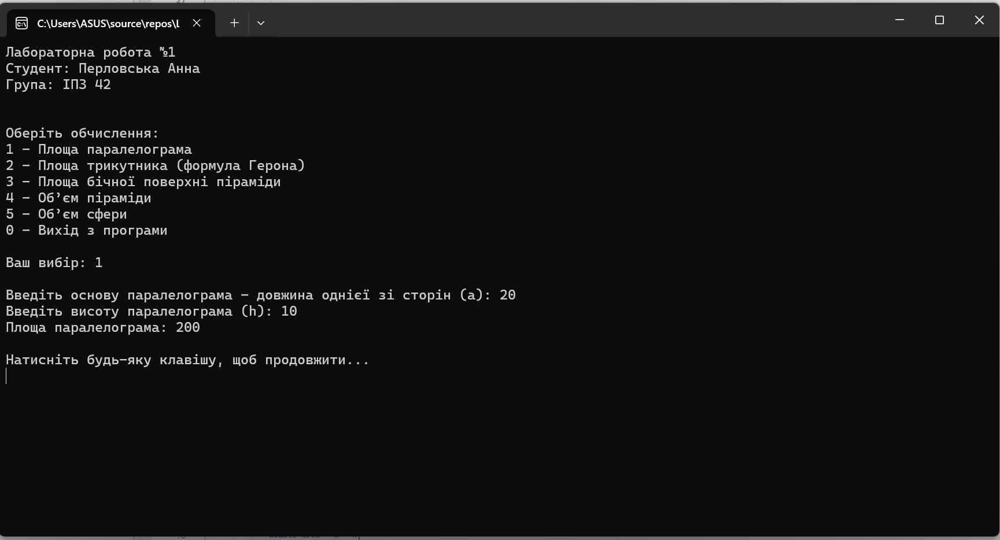 C:\Users\ASUS\source\repos\L
Лабораторна робота №1
Студент: Перловська Анна
Група: ІПЗ 42
Оберіть обчислення:
1 – Площа паралелограма
2 – Площа трикутника (формула Герона)
3 – Площа бічної поверхні піраміди
4 – Об’єм піраміди
5 – Об’єм сфери
0 – Вихід з програми
Ваш вибір: 1
Введіть основу паралелограма – довжина однієї зі сторін (a): 20
Введіть висоту паралелограма (h): 10
Площа паралелограма: 200
Натисніть будь-яку клавішу, щоб продовжити...